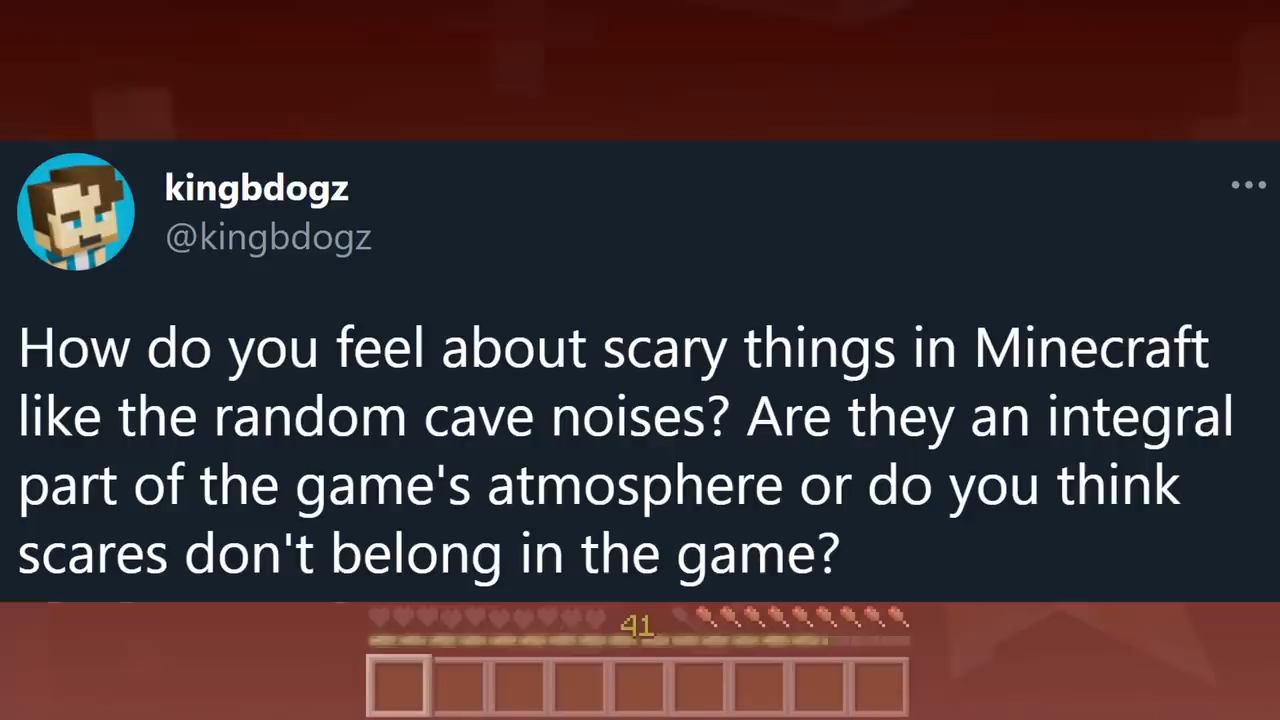 kingbdogz
@kingbdogz
How do you feel about scary things in Minecraft
like the random cave noises? Are they an integral
part of the game's atmosphere or do you think
scares don't belong in the game?
41